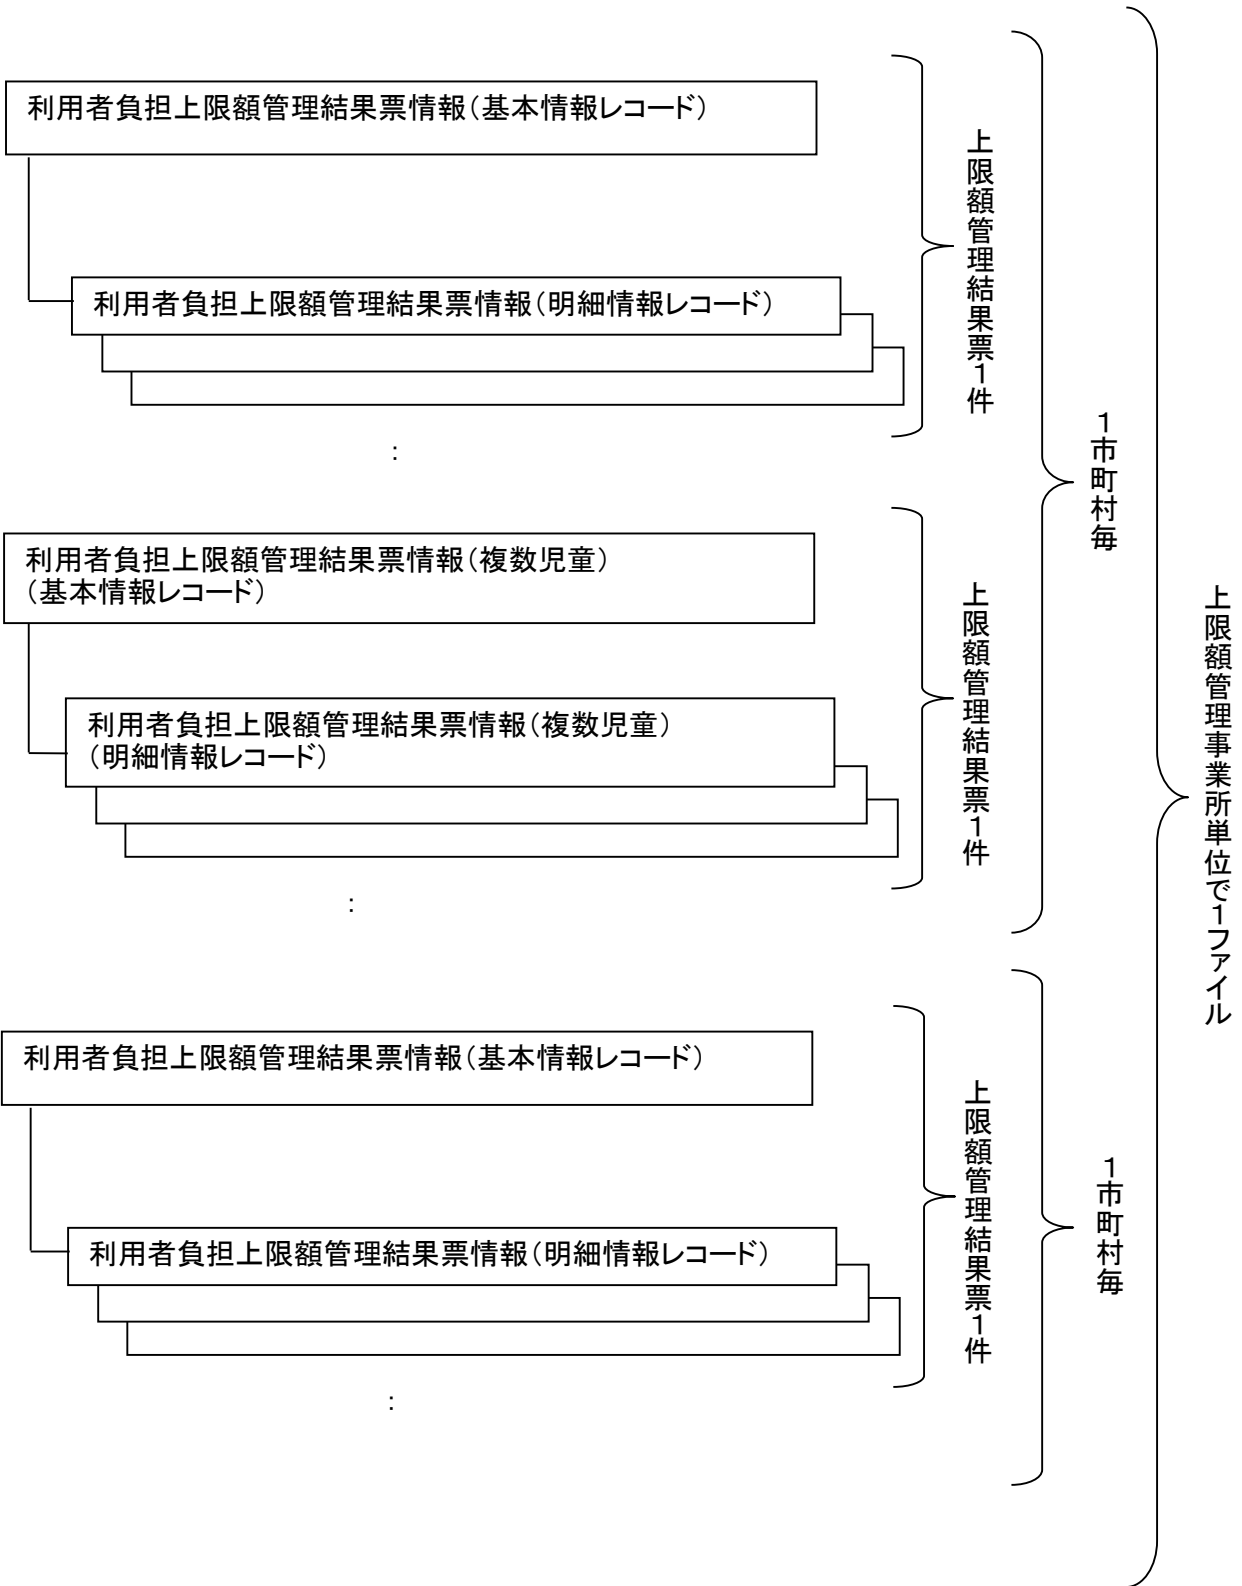 利用者負担上限額管理結果票情報（基本情報レコード）
利用者負担上限額管理結果票情報（明細情報レコード）
：
上限額管理結果票１件
利用者負担上限額管理結果票情報（複数児童）
（基本情報レコード）
利用者負担上限額管理結果票情報（複数児童）
（明細情報レコード）
：
上限額管理結果票１件
１市町村毎
利用者負担上限額管理結果票情報（基本情報レコード）
利用者負担上限額管理結果票情報（明細情報レコード）
：
上限額管理結果票１件
１市町村毎
上限額管理事業所単位で１ファイル